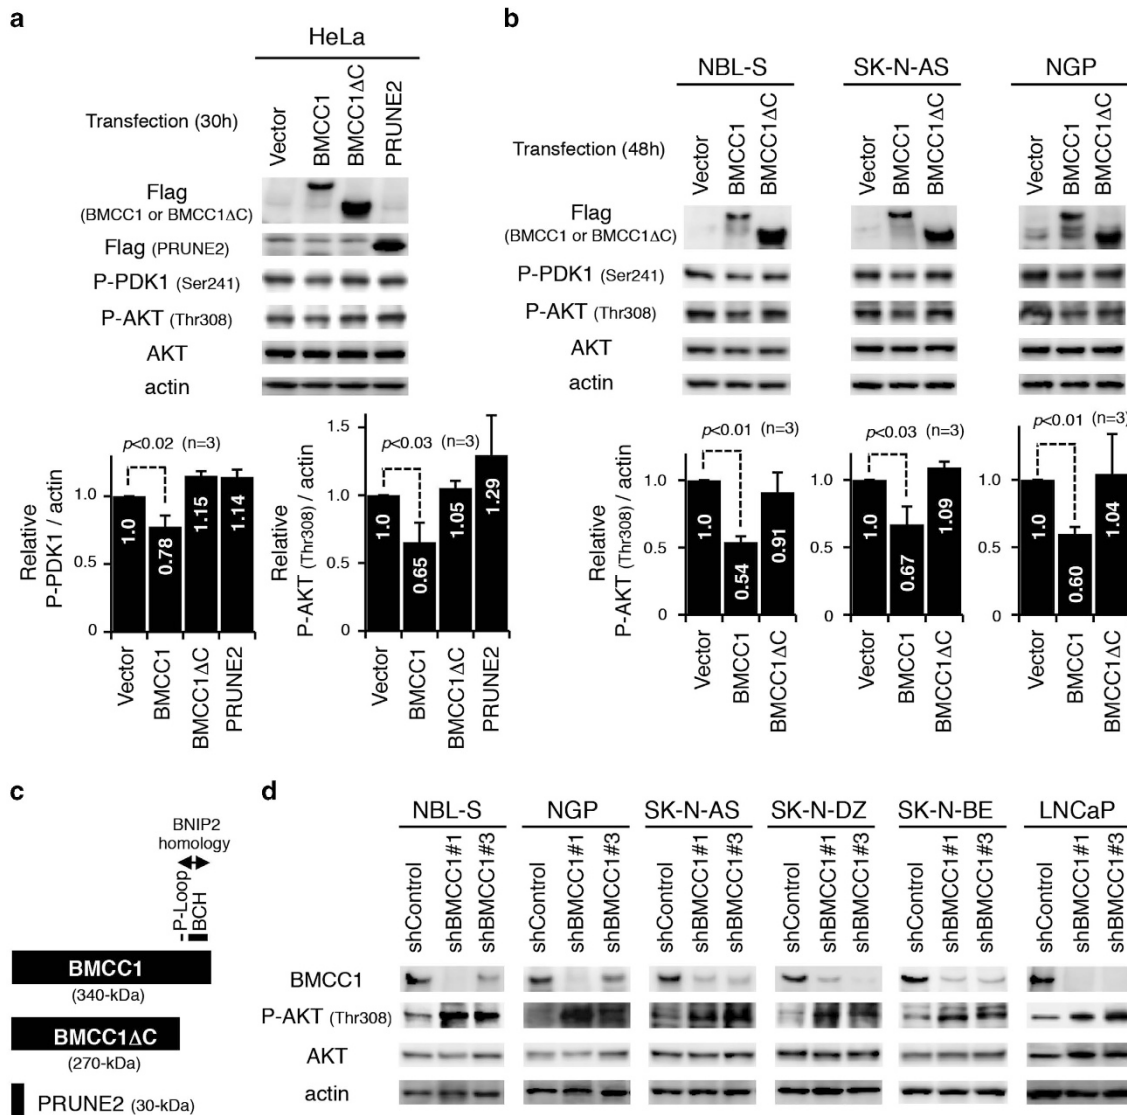 a
HeLa
Transfection (30h)
Vector
BMCC1
BMCC1ΔC
PRUNE2
Flag
(BMCC1 or BMCC1ΔC)
Flag (PRUNE2)
P-PDK1 (Ser241)
P-AKT (Thr308)
AKT
actin
Relative
P-PDK1 / actin
1.0
0.5
0
p<0.02 (n=3)
1.0
0.78
1.15
1.14
Vector
BMCC1
BMCC1ΔC
PRUNE2
Relative
P-AKT (Thr308) / actin
1.5
1.0
0.5
0
p<0.03 (n=3)
1.0
0.65
1.05
1.29
Vector
BMCC1
BMCC1ΔC
PRUNE2
b
NBL-S
SK-N-AS
NGP
Transfection (48h)
Vector
BMCC1
BMCC1ΔC
Vector
BMCC1
BMCC1ΔC
Vector
BMCC1
BMCC1ΔC
Flag
(BMCC1 or BMCC1ΔC)
P-PDK1 (Ser241)
P-AKT (Thr308)
AKT
actin
Relative
P-AKT (Thr308) / actin
1.0
0.5
0
p<0.01 (n=3)
1.0
0.54
0.91
Vector
BMCC1
BMCC1ΔC
1.0
0.5
0
p<0.03 (n=3)
1.0
0.67
1.09
Vector
BMCC1
BMCC1ΔC
1.0
0.5
0
p<0.01 (n=3)
1.0
0.60
1.04
Vector
BMCC1
BMCC1ΔC
c
BNIP2
homology
P-Loop
BCH
BMCC1
(340-kDa)
BMCC1ΔC
(270-kDa)
PRUNE2 (30-kDa)
d
NBL-S
NGP
SK-N-AS
SK-N-DZ
SK-N-BE
LNCaP
shControl
shBMCC1#1
shBMCC1#3
shControl
shBMCC1#1
shBMCC1#3
shControl
shBMCC1#1
shBMCC1#3
shControl
shBMCC1#1
shBMCC1#3
shControl
shBMCC1#1
shBMCC1#3
shControl
shBMCC1#1
shBMCC1#3
BMCC1
P-AKT (Thr308)
AKT
actin